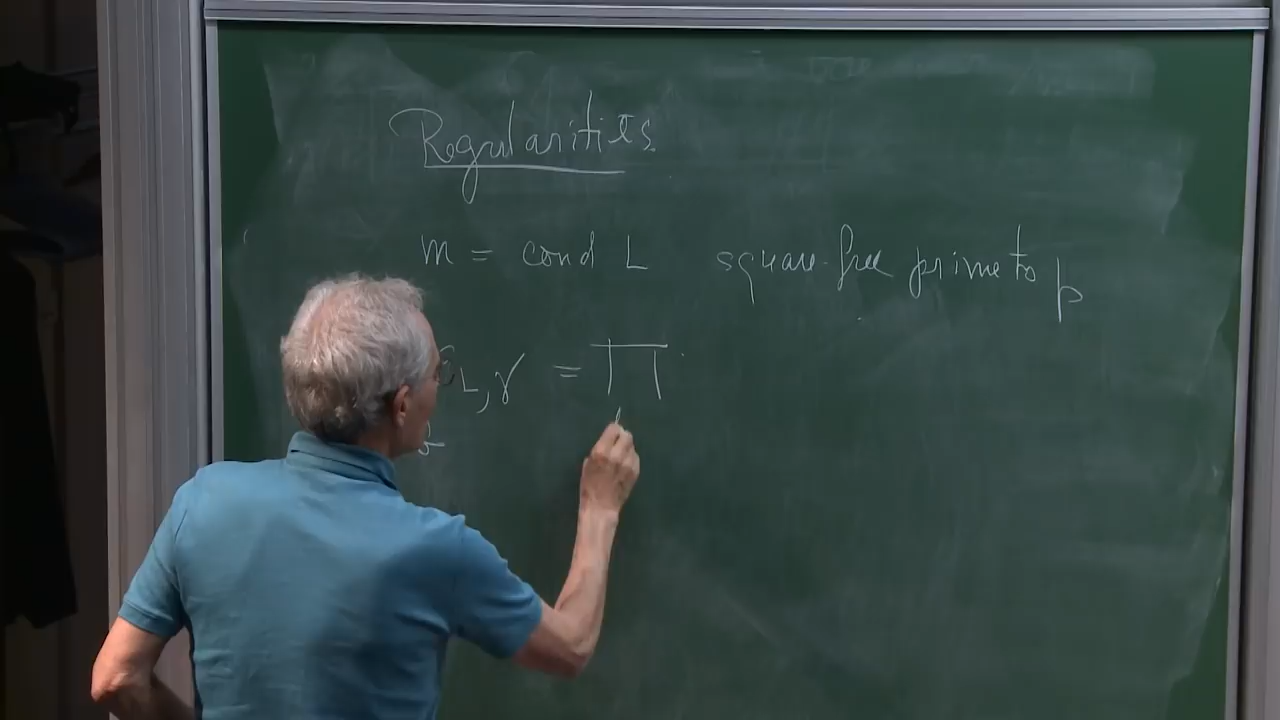 Regularities.
m = cond L square-free prime to p
L,γ = ∏